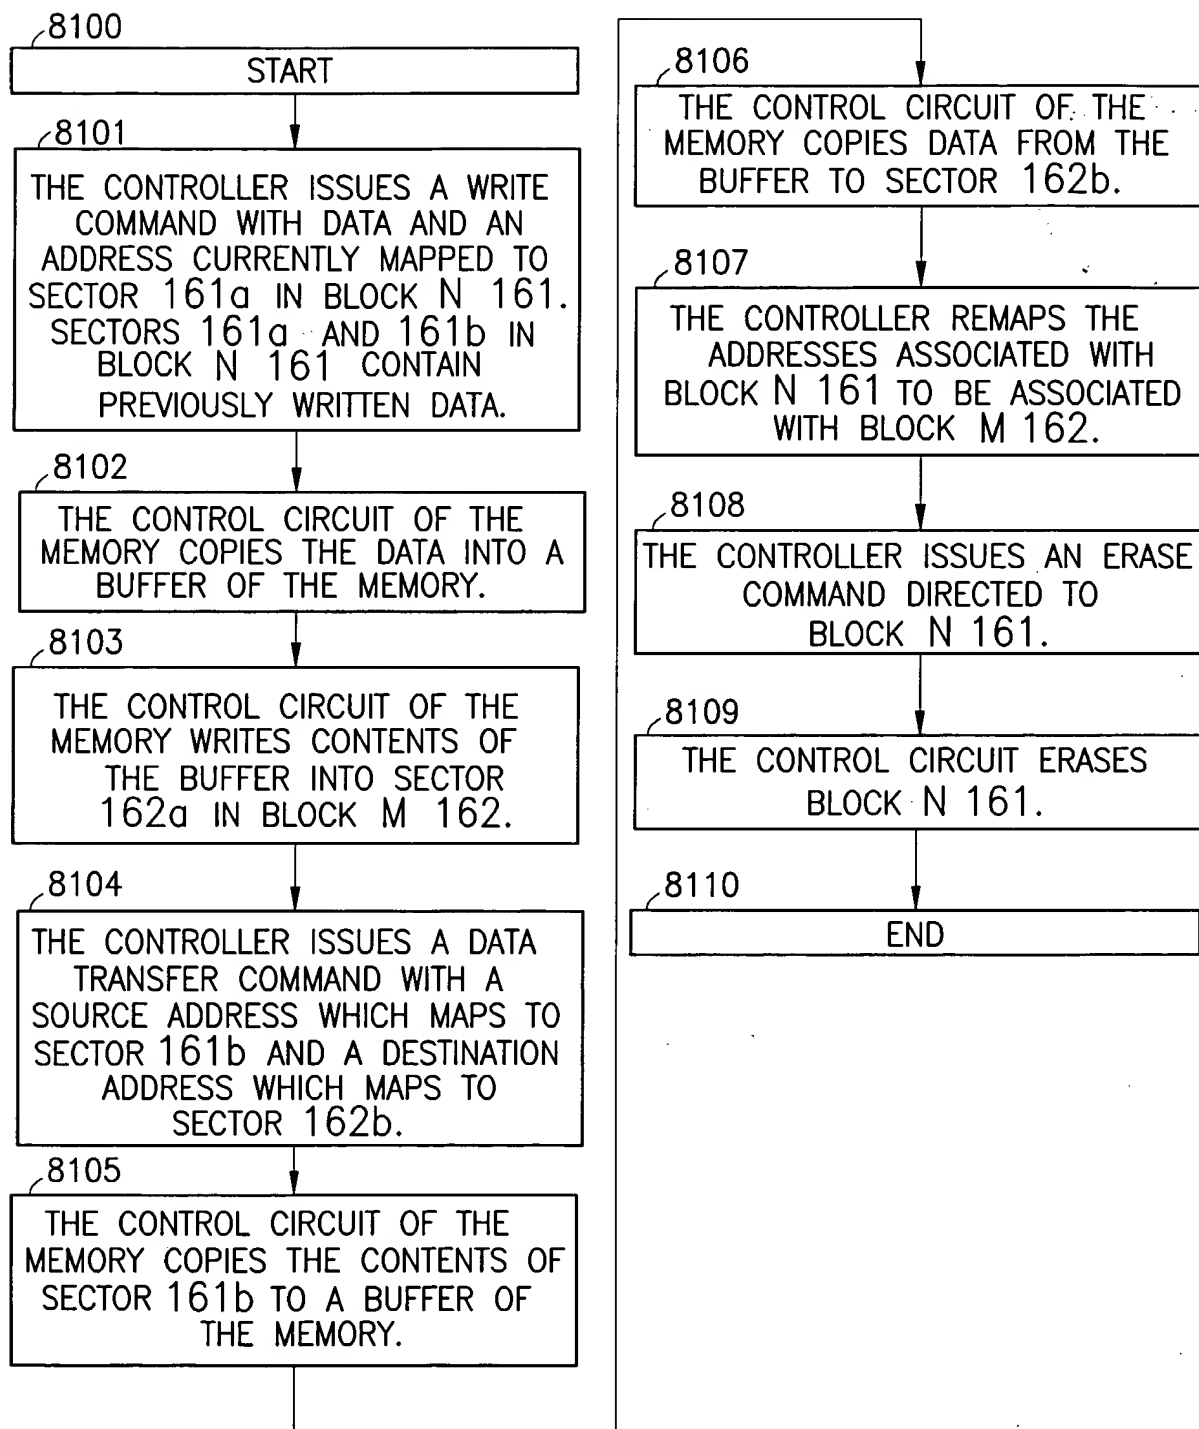 8100
START
8101
THE CONTROLLER ISSUES A WRITE
COMMAND WITH DATA AND AN
ADDRESS CURRENTLY MAPPED TO
SECTOR 161a IN BLOCK N 161.
SECTORS 161a AND 161b IN
BLOCK N 161 CONTAIN
PREVIOUSLY WRITTEN DATA.
8102
THE CONTROL CIRCUIT OF THE
MEMORY COPIES THE DATA INTO A
BUFFER OF THE MEMORY.
8103
THE CONTROL CIRCUIT OF THE
MEMORY WRITES CONTENTS OF
THE BUFFER INTO SECTOR
162a IN BLOCK M 162.
8104
THE CONTROLLER ISSUES A DATA
TRANSFER COMMAND WITH A
SOURCE ADDRESS WHICH MAPS TO
SECTOR 161b AND A DESTINATION
ADDRESS WHICH MAPS TO
SECTOR 162b.
8105
THE CONTROL CIRCUIT OF THE
MEMORY COPIES THE CONTENTS OF
SECTOR 161b TO A BUFFER OF
THE MEMORY.
8106
THE CONTROL CIRCUIT OF THE
MEMORY COPIES DATA FROM THE
BUFFER TO SECTOR 162b.
8107
THE CONTROLLER REMAPS THE
ADDRESSES ASSOCIATED WITH
BLOCK N 161 TO BE ASSOCIATED
WITH BLOCK M 162.
8108
THE CONTROLLER ISSUES AN ERASE
COMMAND DIRECTED TO
BLOCK N 161.
8109
THE CONTROL CIRCUIT ERASES
BLOCK N 161.
8110
END